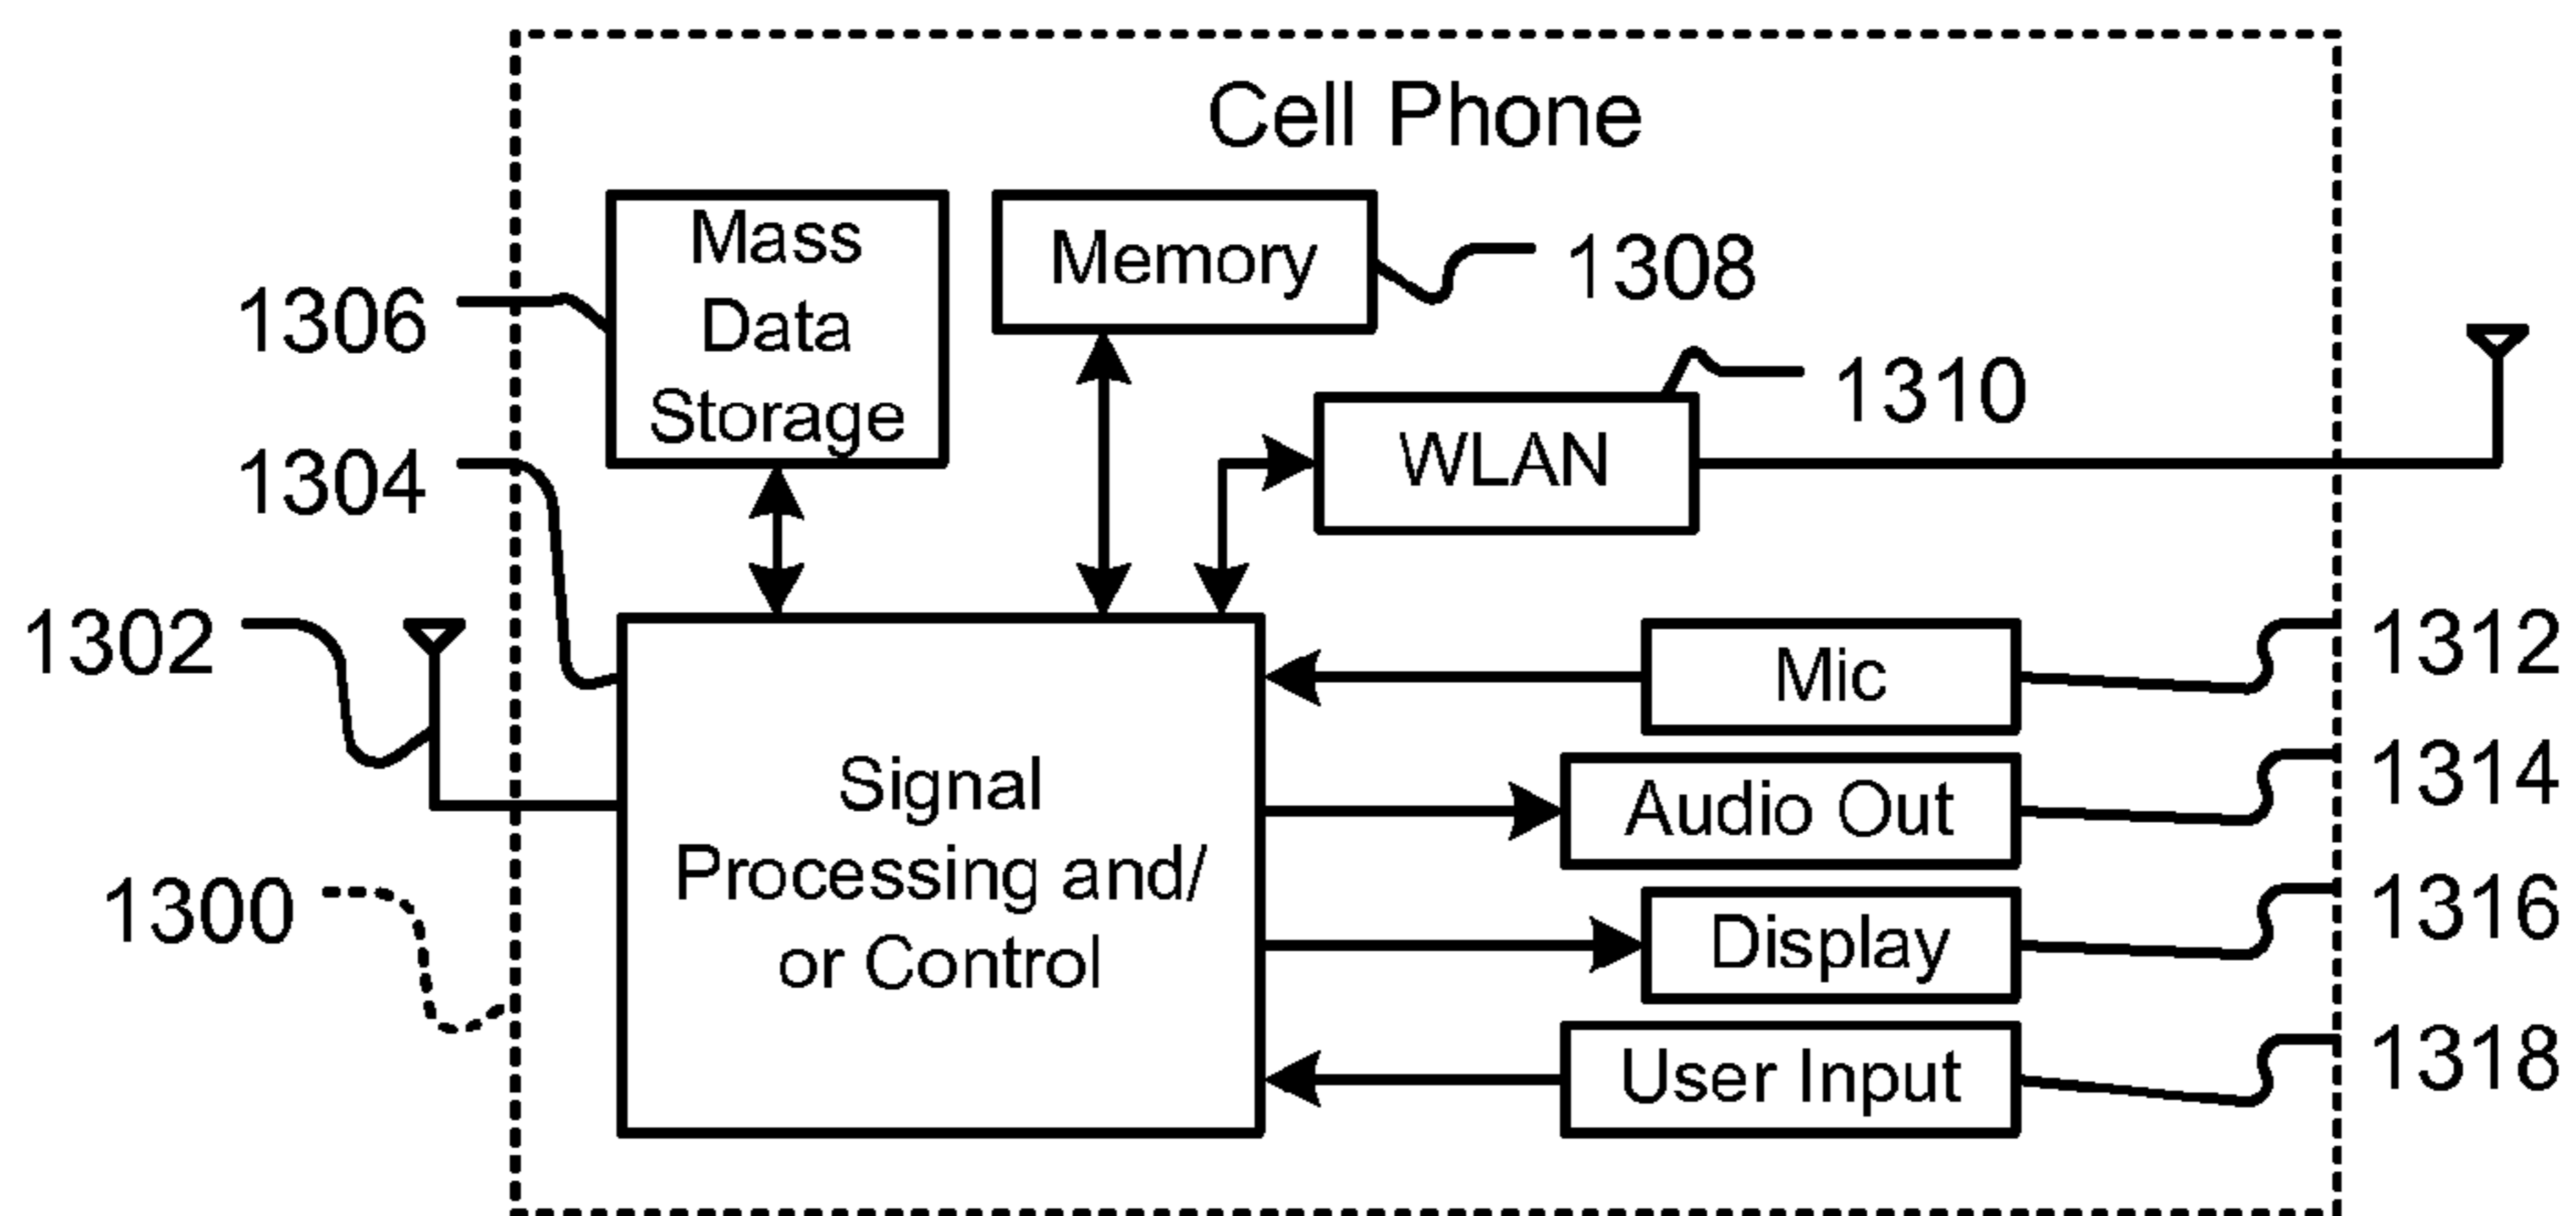 Cell Phone
Mass
Data
Storage
Memory
1308
1306
WLAN
1310
1304
1302
Signal
Processing and/
or Control
1300
Mic
1312
Audio Out
1314
Display
1316
User Input
1318